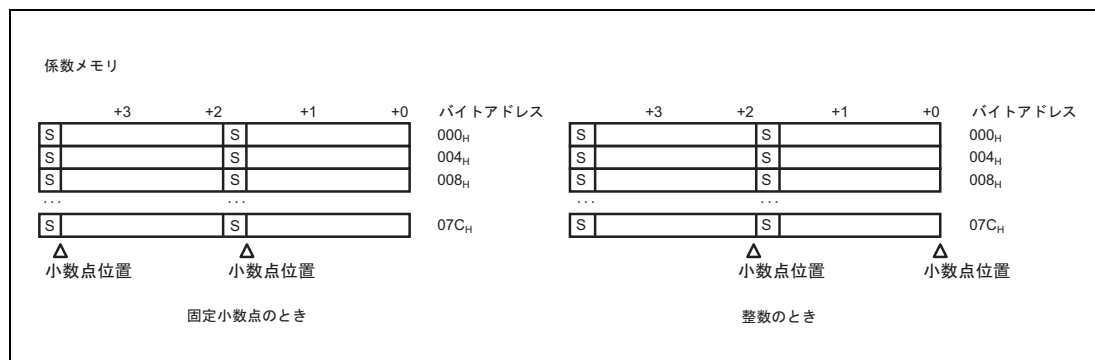 係数メモリ
+3 +2 +1 +0 バイトアドレス
S S 000H
S S 004H
S S 008H
... ...
S S 07CH
小数点位置 小数点位置
固定小数点のとき
+3 +2 +1 +0 バイトアドレス
S S 000H
S S 004H
S S 008H
... ...
S S 07CH
小数点位置 小数点位置
整数のとき